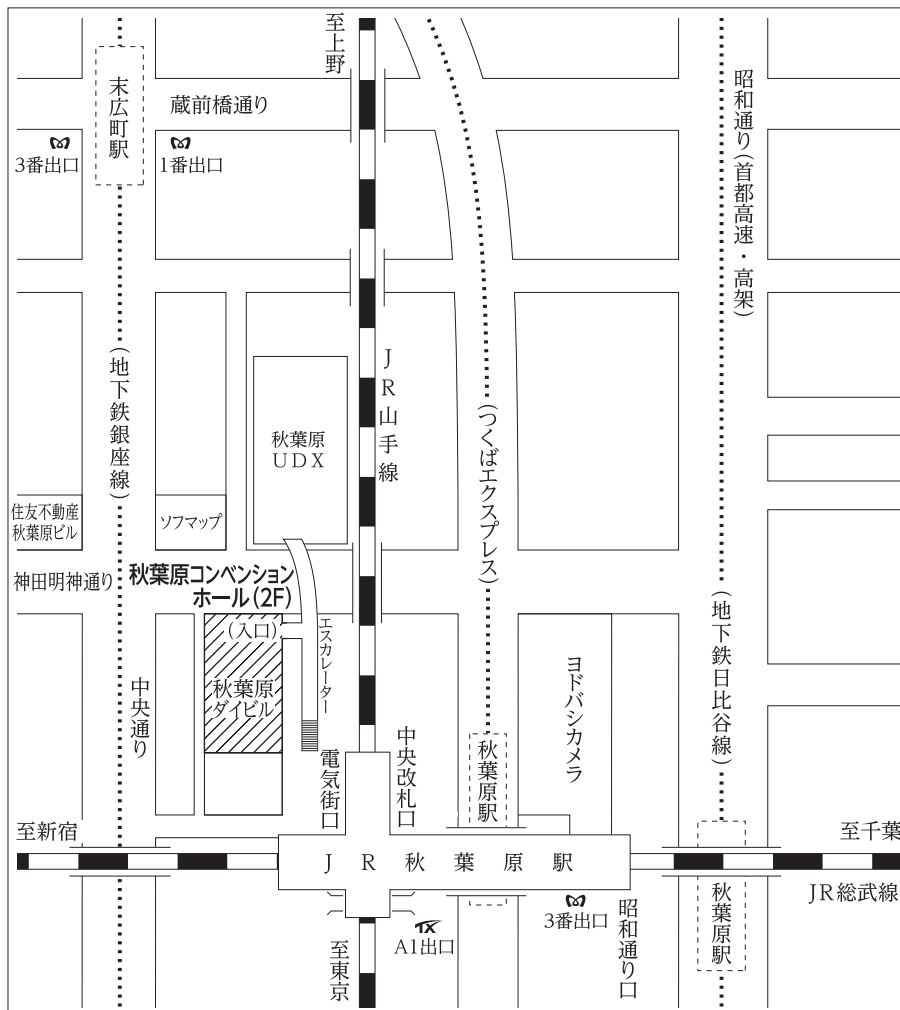 至上野
末広町駅
蔵前橋通り
3番出口
1番出口
昭和通り(首都高速・高架)
(地下鉄銀座線)
JR山手線
(つくばエクスプレス)
秋葉原
UDX
住友不動産
秋葉原ビル
ソフマップ
神田明神通り
秋葉原コンベンション
ホール(2F)
(入口)
エスカレーター
秋葉原
ダイビル
中央通り
ヨドバシカメラ
(地下鉄日比谷線)
電気街口
中央改札口
秋葉原駅
至新宿
至千葉
JR秋葉原駅
JR総武線
TX
A1出口
3番出口
昭和通り口
秋葉原駅
至東京